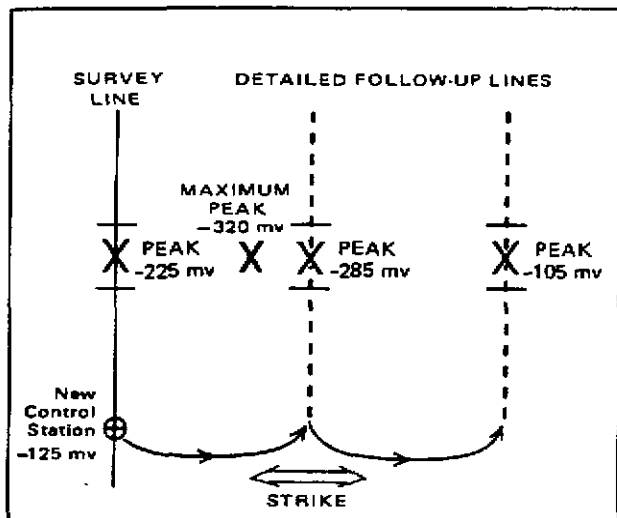 SURVEY
LINE
DETAILED FOLLOW-UP LINES
MAXIMUM
PEAK
-320 mv
PEAK
-225 mv
PEAK
-285 mv
PEAK
-105 mv
New
Control
Station
-125 mv
STRIKE